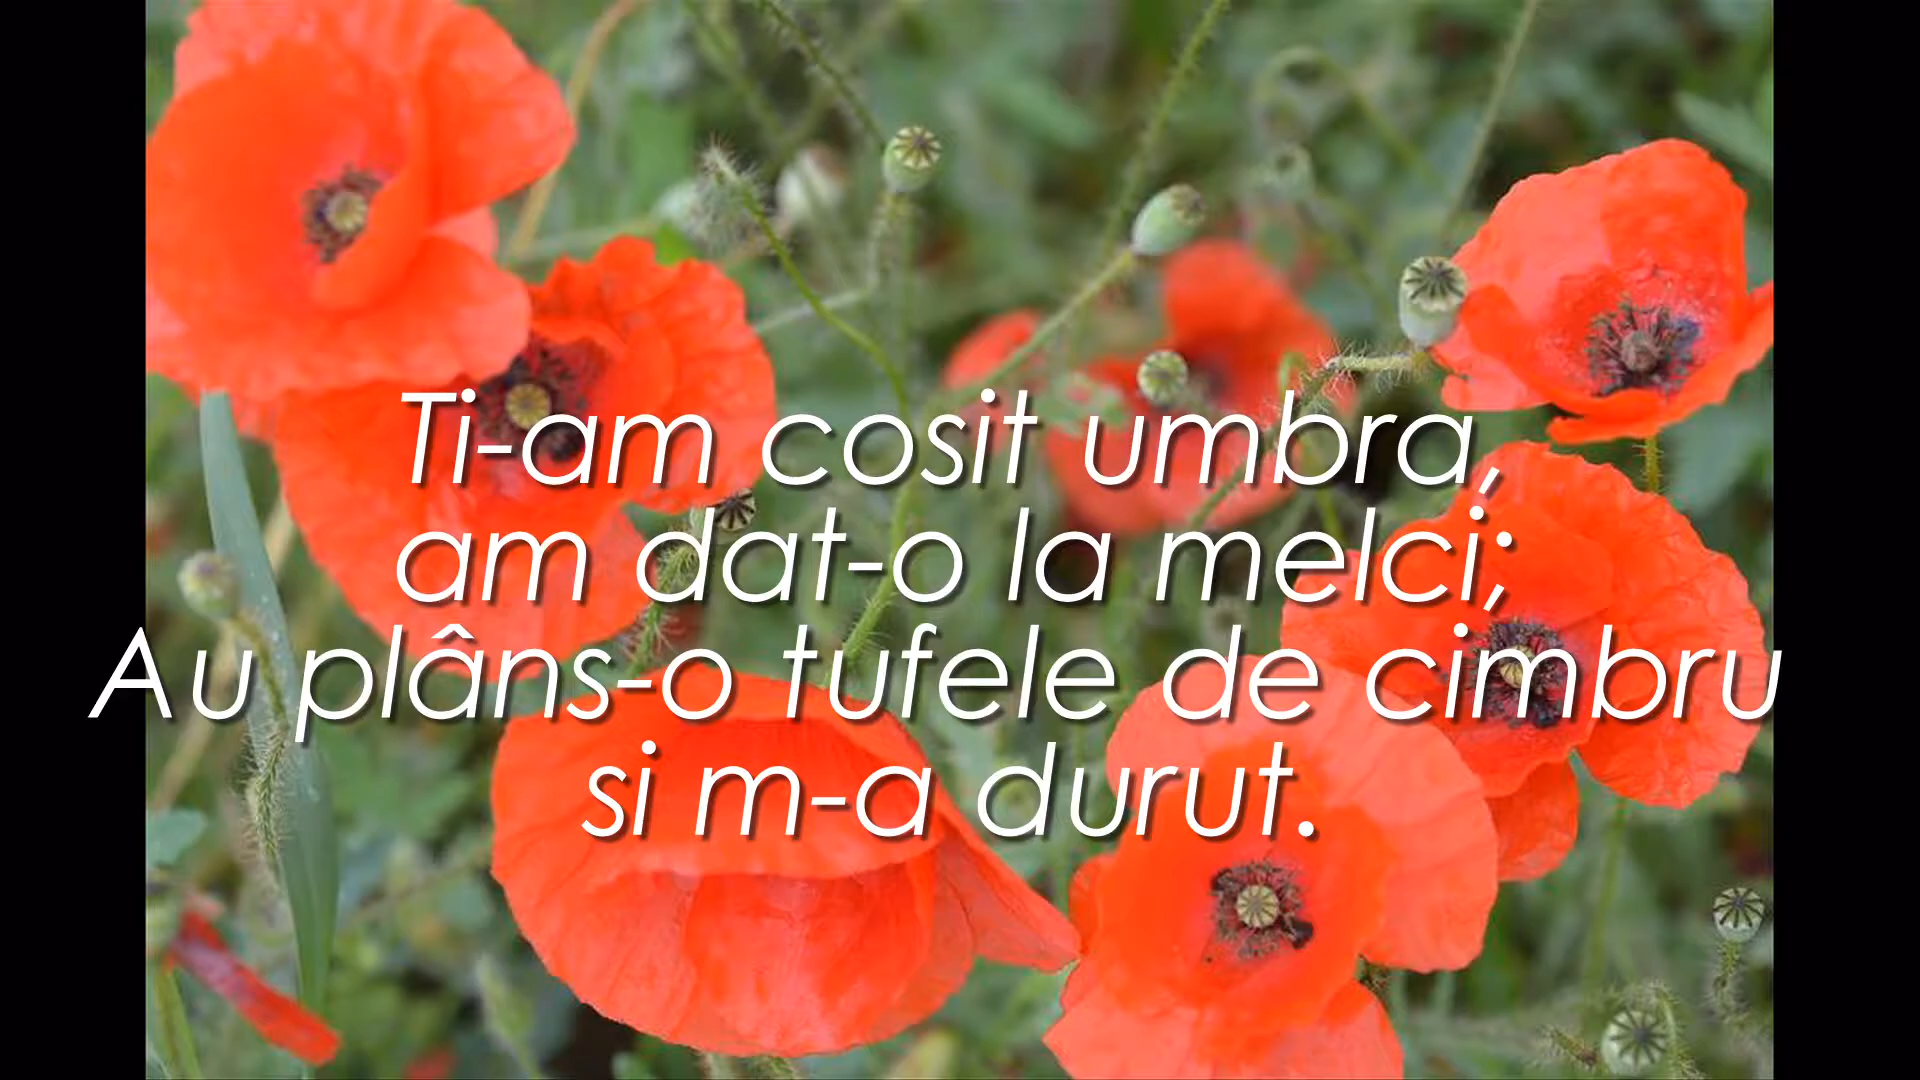 Ti-am cosit umbra,
am dat-o la melci;
Au plâns-o tufele de cimbru
si m-a durut.